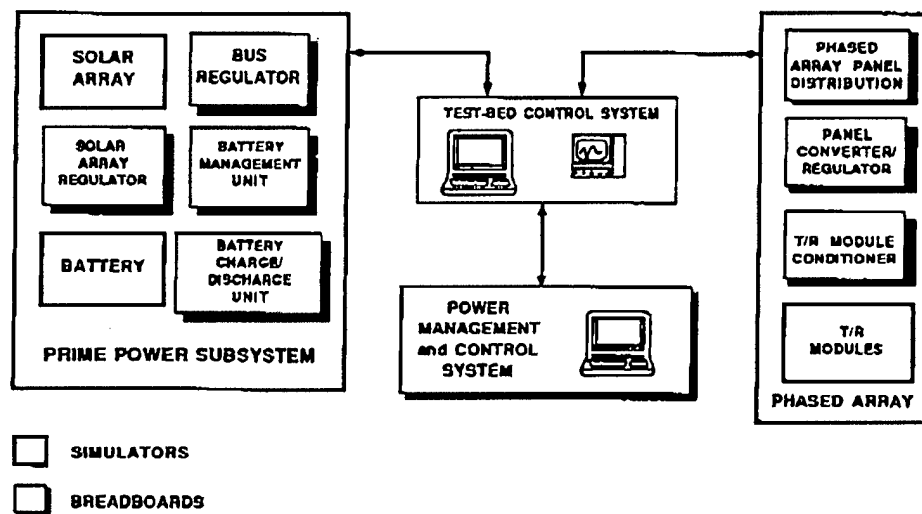 SOLAR
ARRAY
BUS
REGULATOR
SOLAR
ARRAY
REGULATOR
BATTERY
MANAGEMENT
UNIT
BATTERY
BATTERY
CHARGE/
DISCHARGE
UNIT
PRIME POWER SUBSYSTEM
TEST-BED CONTROL SYSTEM
POWER
MANAGEMENT
and CONTROL
SYSTEM
PHASED
ARRAY PANEL
DISTRIBUTION
PANEL
CONVERTER/
REGULATOR
T/R MODULE
CONDITIONER
T/R
MODULES
PHASED ARRAY
SIMULATORS
BREADBOARDS